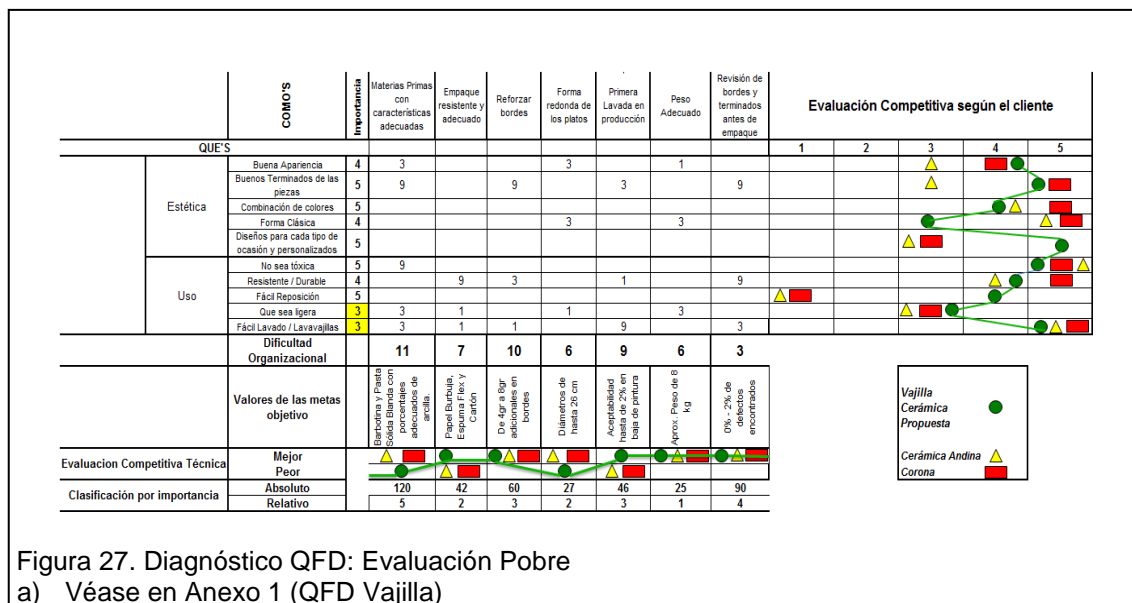 QUE'S
COMO'S
Importancia
Materias Primas
con
características
adecuadas
Empaque
resistente y
adecuado
Reforzar
bordes
Forma
redonda de
los platos
Primera
Lavada en
producción
Peso
Adecuado
Revisión de
bordes y
terminados
antes de
empaque
Evaluación Competitiva según el cliente
1 2 3 4 5
Estética
Buena Apariencia 4 3 3 1
Buenos Terminados de las
piezas 5 9 9 3 9
Combinación de colores 5
Forma Clásica 4 3 3
Diseños para cada tipo de
ocasión y personalizados 5
Uso
No sea tóxica 5 9
Resistente / Durable 4 9 3 1 9
Fácil Reposición 5
Que sea ligera 3 3 1 1 3
Fácil Lavado / Lavavajillas 3 3 1 1 9 3
Dificultad
Organizacional 11 7 10 6 9 6 3
Valores de las metas
objetivo
Barbotina y Pasta
Sólida Blanda con
porcentajes
adecuados de
arcilla.
Papel Burbuja,
Espuma Flex y
Cartón
De 4gr a 8gr
adicionales en
bordes
Diámetros de
hasta 26 cm
Aceptabilidad
hasta de 2% en
baja de pintura
Aprox. Peso de 8
kg
0% - 2% de
defectos
encontrados
Evaluacion Competitiva Técnica
Mejor
Peor
Clasificación por importancia
Absoluto 120 42 60 27 46 25 90
Relativo 5 2 3 2 3 1 4
Vajilla
Cerámica
Propuesta
Cerámica Andina
Corona
Figura 27. Diagnóstico QFD: Evaluación Pobre
a) Véase en Anexo 1 (QFD Vajilla)